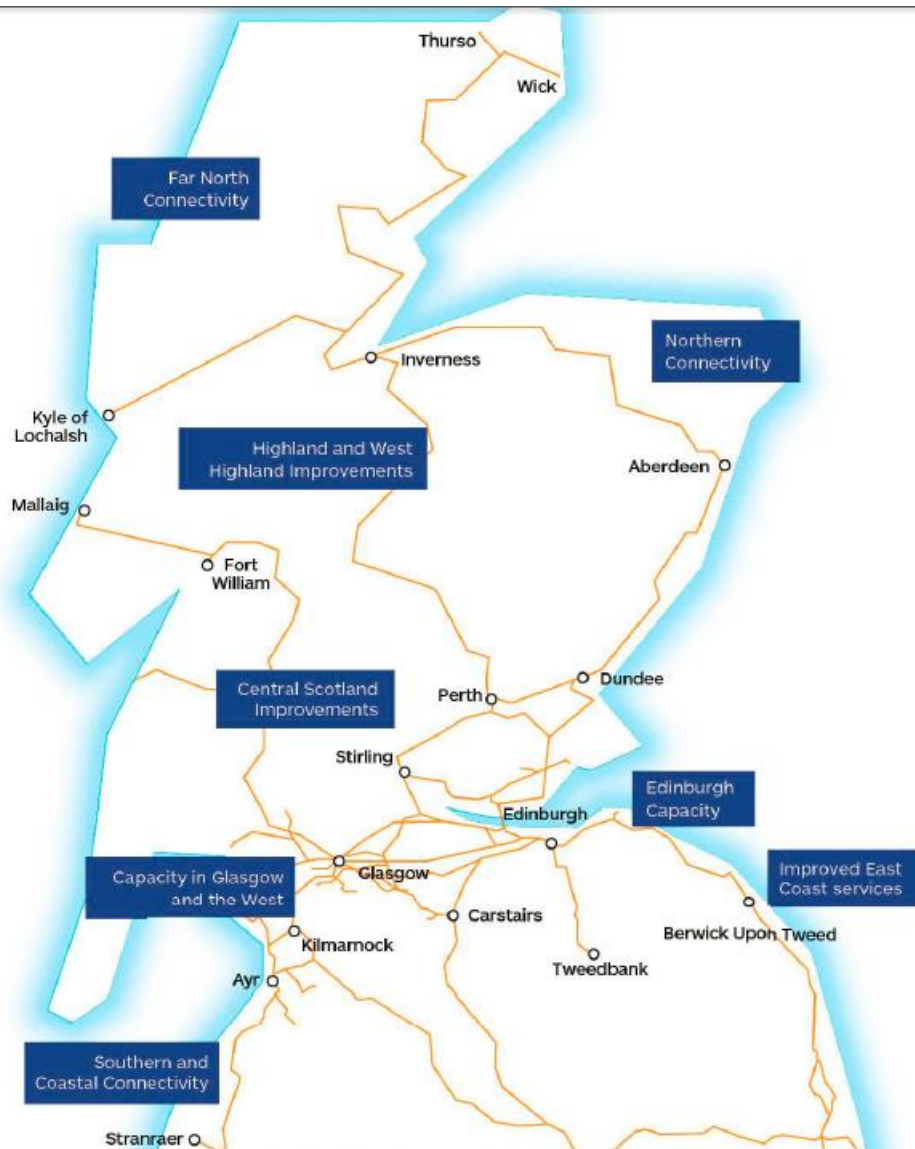 Thurso
Wick
Far North
Connectivity
Northern
Connectivity
Inverness
Kyle of
Lochalsh
Highland and West
Highland Improvements
Aberdeen
Mallaig
Fort
William
Central Scotland
Improvements
Perth
Dundee
Stirling
Edinburgh
Capacity
Edinburgh
Improved East
Coast services
Capacity in Glasgow
and the West
Glasgow
Carstairs
Berwick Upon Tweed
Kilmarnock
Tweedbank
Ayr
Southern and
Coastal Connectivity
Stranraer